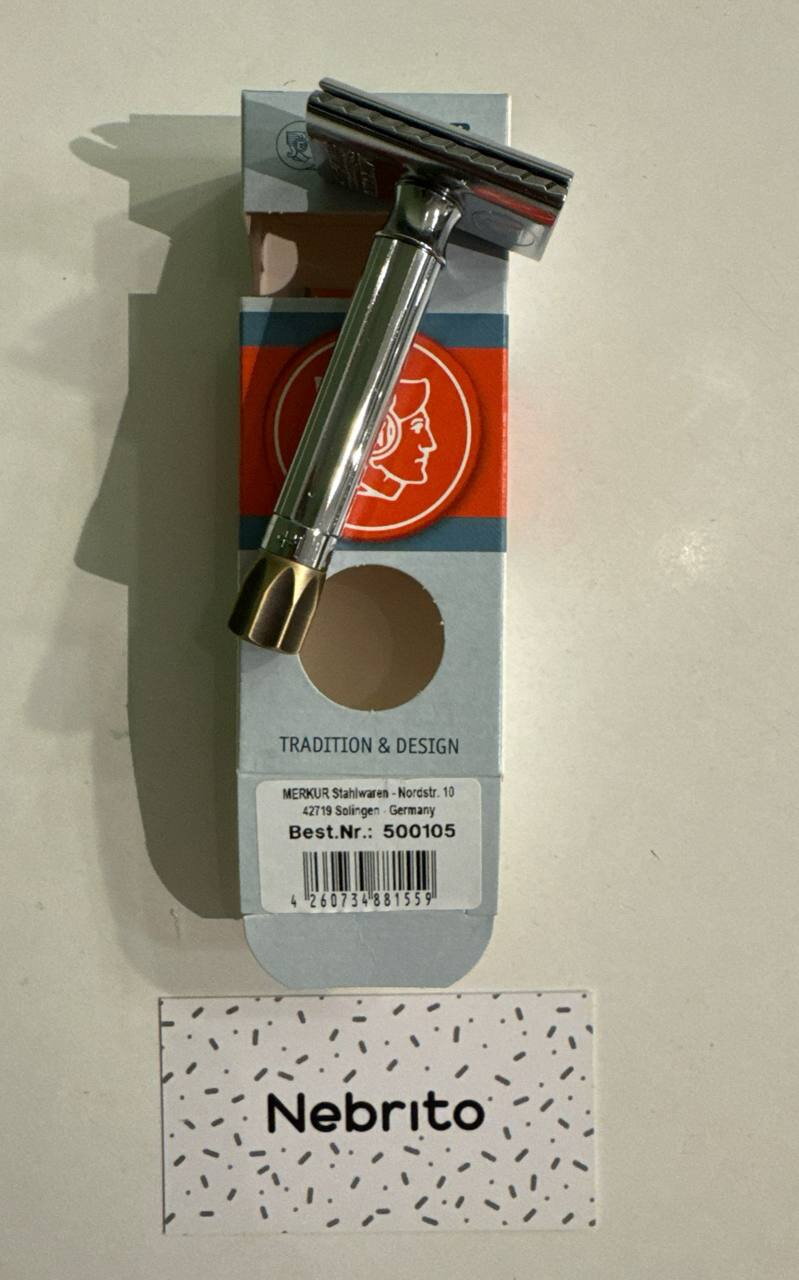 TRADITION & DESIGN
MERKUR Stahlwaren - Nordstr. 10
42719 Solingen - Germany
Best.Nr.: 500105
4 260734 881559
Nebrito